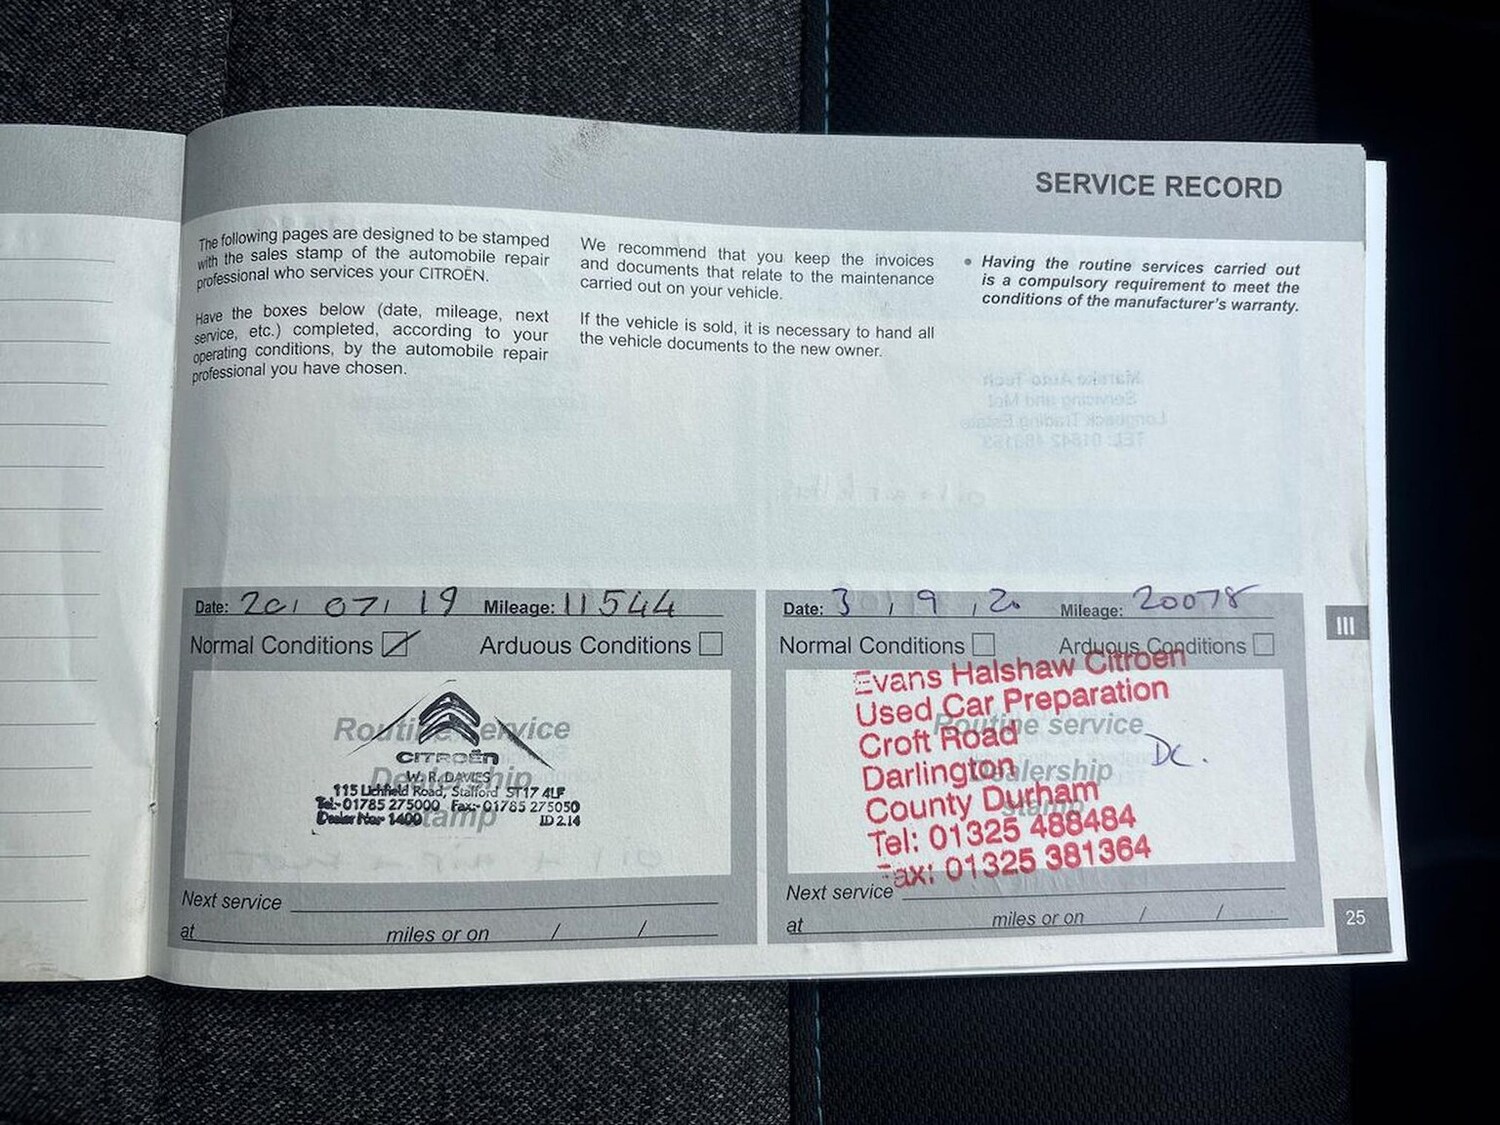 SERVICE RECORD
The following pages are designed to be stamped
with the sales stamp of the automobile repair
professional who services your CITROËN.
Have the boxes below (date, mileage, next
service, etc.) completed, according to your
operating conditions, by the automobile repair
professional you have chosen.
We recommend that you keep the invoices
and documents that relate to the maintenance
carried out on your vehicle.
If the vehicle is sold, it is necessary to hand all
the vehicle documents to the new owner.
• Having the routine services carried out
is a compulsory requirement to meet the
conditions of the manufacturer's warranty.
Date: 20/ 07/ 19 Mileage: 11544
Normal Conditions Arduous Conditions
Routine service
Dealership
stamp
CITROËN
W. R. DAVIES
115 Lichfield Road, Stafford ST17 4LF
Tel:- 01785 275000 Fax:- 01785 275050
Dealer No:- 1400 ID 2.14
Next service
at miles or on / /
Date: 3 / 9 / 20 Mileage: 20078
Normal Conditions Arduous Conditions
Routine service
Dealership
stamp
Evans Halshaw Citroen
Used Car Preparation
Croft Road
Darlington
County Durham
Tel: 01325 488484
Fax: 01325 381364
DC.
Next service
at miles or on / /
III
25